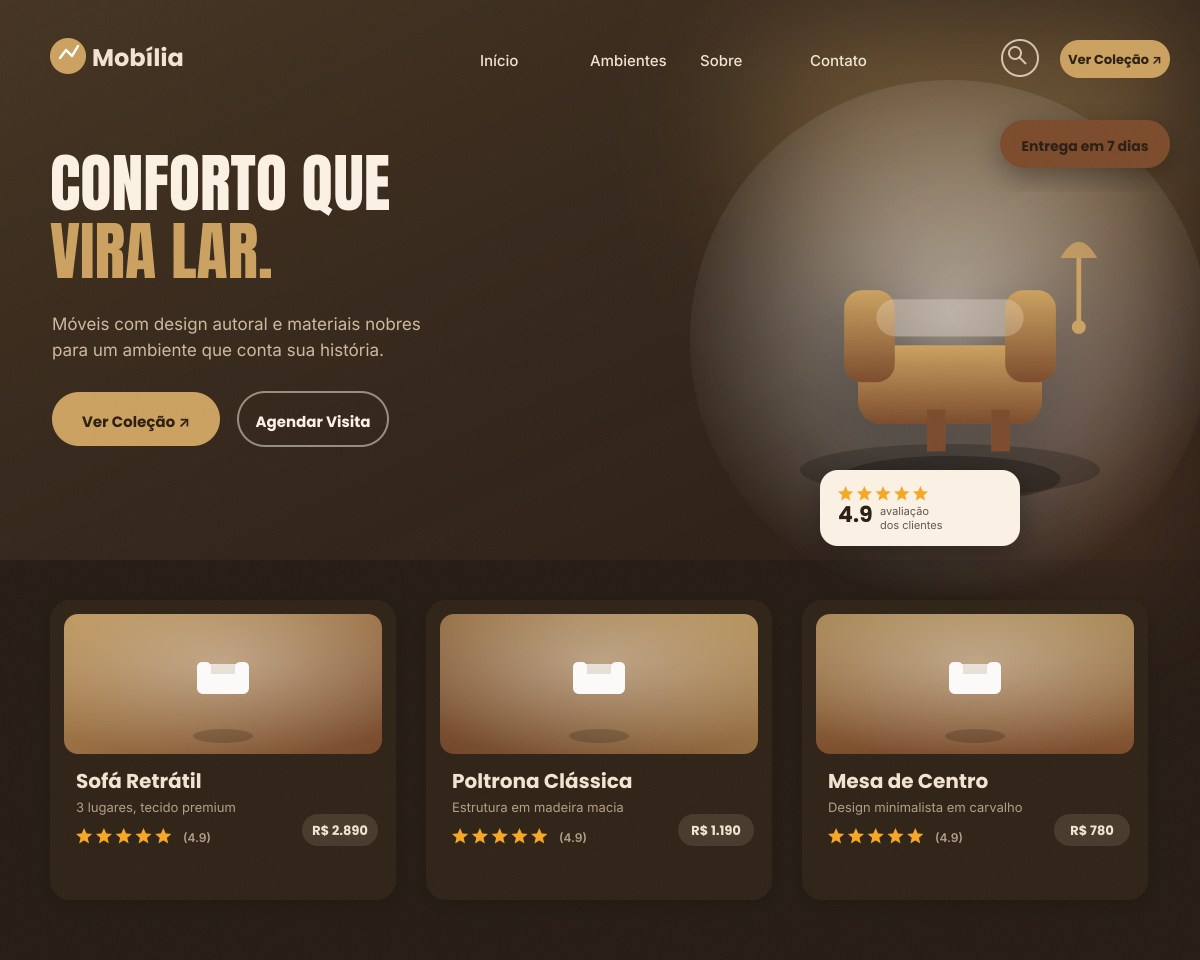 Mobília
Início
Ambientes
Sobre
Contato
Ver Coleção ↗
Entrega em 7 dias
CONFORTO QUE
VIRA LAR.
Móveis com design autoral e materiais nobres
para um ambiente que conta sua história.
Ver Coleção ↗
Agendar Visita
4.9
avaliação
dos clientes
Sofá Retrátil
3 lugares, tecido premium
(4.9)
R$ 2.890
Poltrona Clássica
Estrutura em madeira macia
(4.9)
R$ 1.190
Mesa de Centro
Design minimalista em carvalho
(4.9)
R$ 780